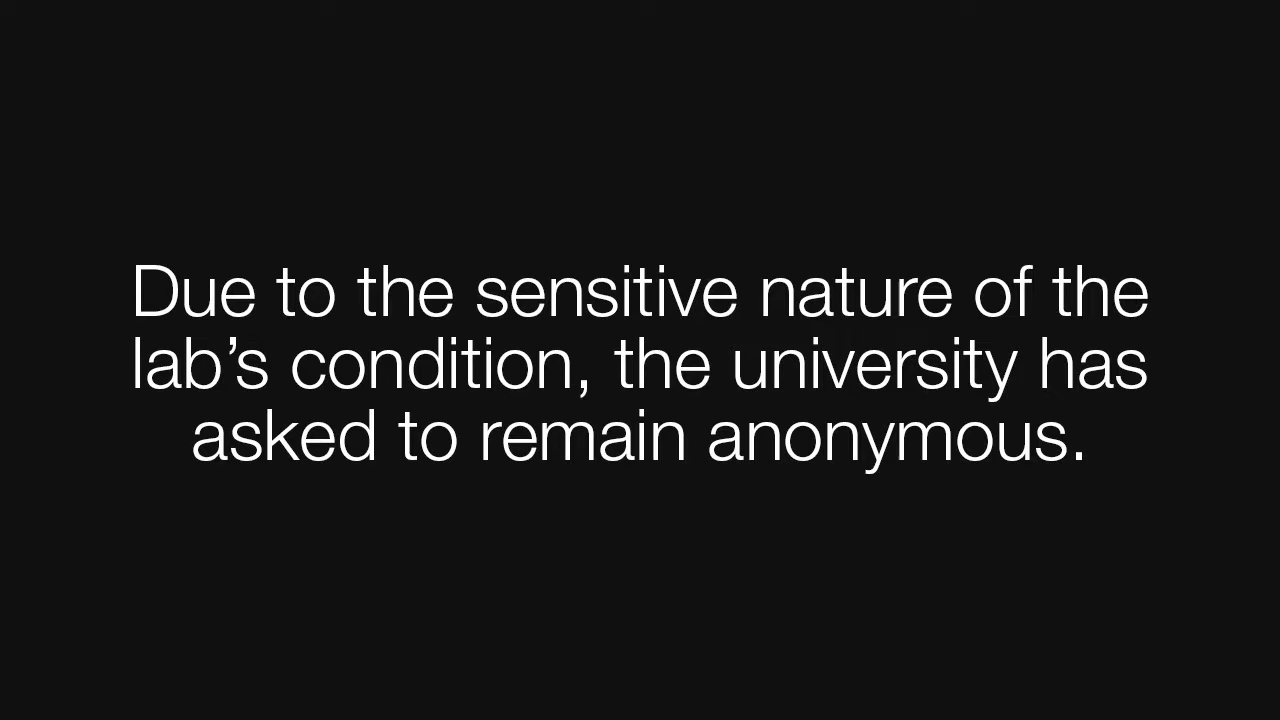 Due to the sensitive nature of the
lab’s condition, the university has
asked to remain anonymous.